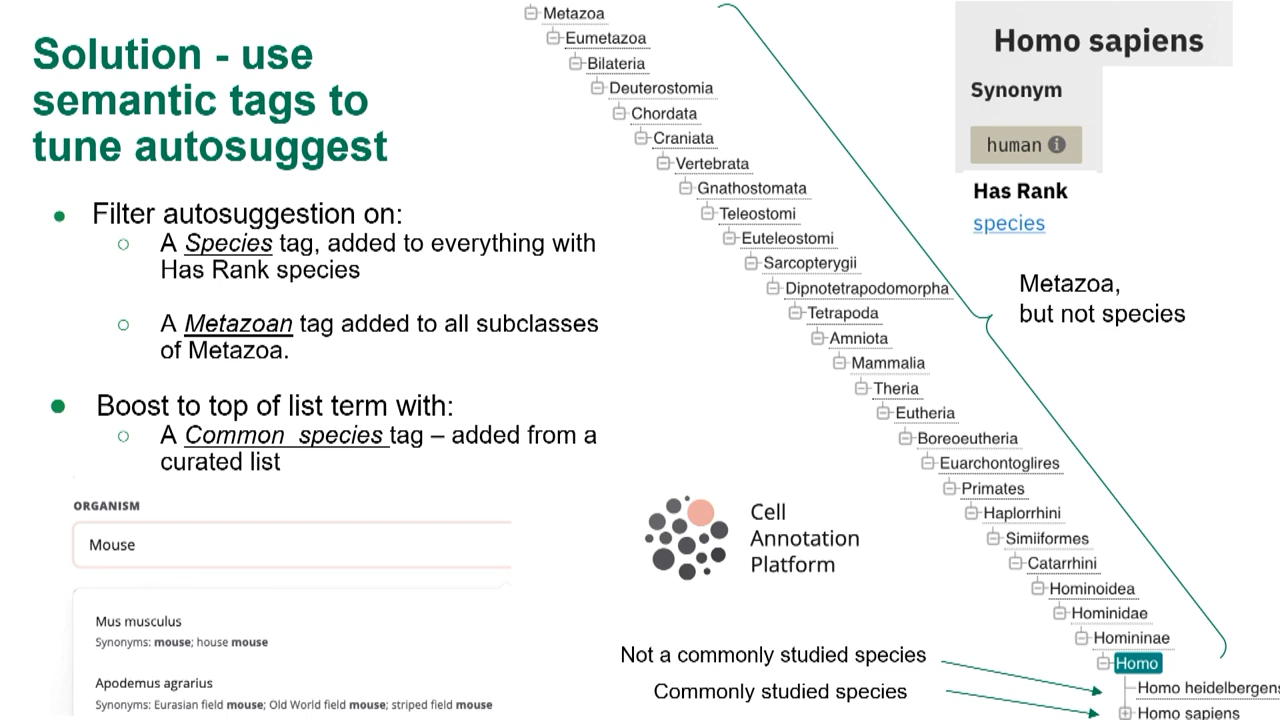 Solution - use
semantic tags to
tune autosuggest
● Filter autosuggestion on:
○ A Species tag, added to everything with
Has Rank species
○ A Metazoan tag added to all subclasses
of Metazoa.
● Boost to top of list term with:
○ A Common species tag – added from a
curated list
ORGANISM
Mouse
Mus musculus
Synonyms: mouse; house mouse
Apodemus agrarius
Synonyms: Eurasian field mouse; Old World field mouse; striped field mouse
Metazoa
Eumetazoa
Bilateria
Deuterostomia
Chordata
Craniata
Vertebrata
Gnathostomata
Teleostomi
Euteleostomi
Sarcopterygii
Dipnotetrapodomorpha
Tetrapoda
Amniota
Mammalia
Theria
Eutheria
Boreoeutheria
Euarchontoglires
Primates
Haplorrhini
Simiiformes
Catarrhini
Hominoidea
Hominidae
Homininae
Homo
Homo heidelbergens
Homo sapiens
Cell
Annotation
Platform
Not a commonly studied species
Commonly studied species
Homo sapiens
Synonym
human
Has Rank
species
Metazoa,
but not species